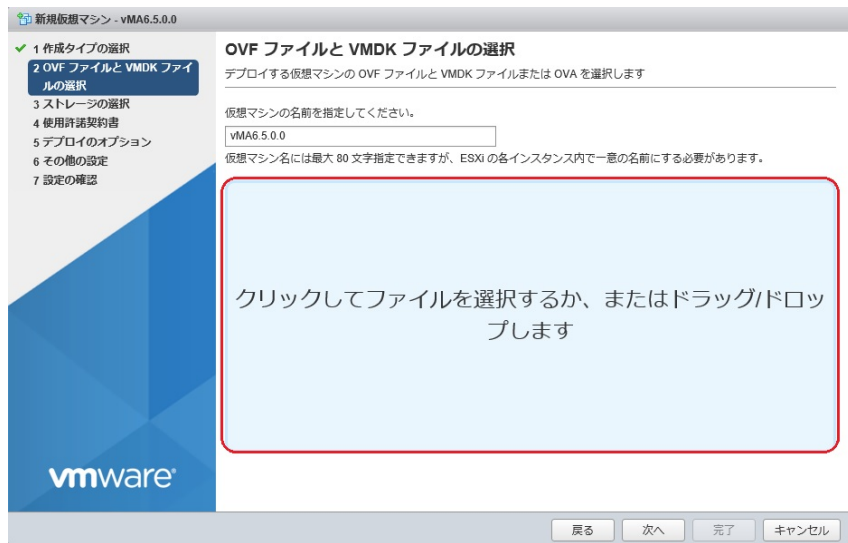 新規仮想マシン - vMA6.5.0.0
1 作成タイプの選択
2 OVF ファイルと VMDK ファイ
ルの選択
3 ストレージの選択
4 使用許諾契約書
5 デプロイのオプション
6 その他の設定
7 設定の確認
vmware
OVF ファイルと VMDK ファイルの選択
デプロイする仮想マシンの OVF ファイルと VMDK ファイルまたは OVA を選択します
仮想マシンの名前を指定してください。
vMA6.5.0.0
仮想マシン名には最大 80 文字指定できますが、ESXi の各インスタンス内で一意の名前にする必要があります。
クリックしてファイルを選択するか、またはドラッグ/ドロッ
プします
戻る
次へ
完了
キャンセル